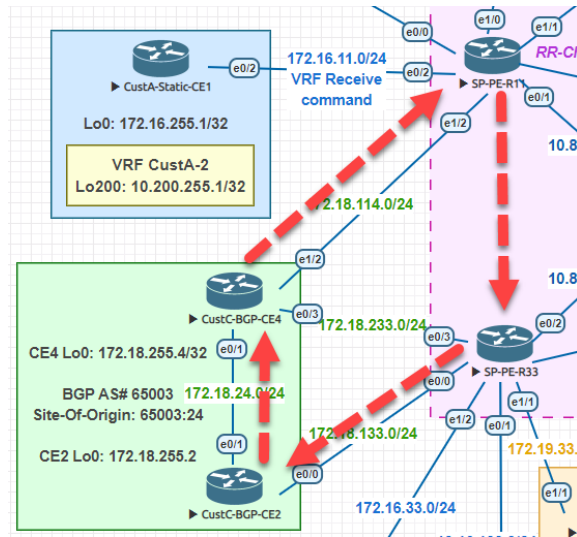 e0/0
e1/0
e1/1
RR-Cl
172.16.11.0/24
VRF Receive
command
e0/2
e0/2
CustA-Static-CE1
SP-PE-R11
Lo0: 172.16.255.1/32
e0/1
e1/2
10.8
VRF CustA-2
Lo200: 10.200.255.1/32
72.18.114.0/24
e1/2
10.8
CustC-BGP-CE4
e0/3
172.18.233.0/24
e0/3
e0/2
CE4 Lo0: 172.18.255.4/32
e0/1
SP-PE-R33
e0/0
BGP AS# 65003
172.18.24.0/24
Site-Of-Origin: 65003:24
e1/2
e0/1
e1/1
172.18.133.0/24
e0/1
CE2 Lo0: 172.18.255.2
172.19.33.
e0/0
e1/1
172.16.33.0/24
CustC-BGP-CE2